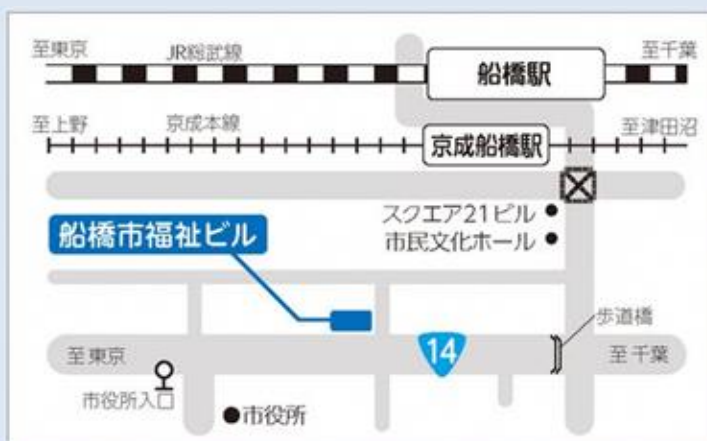 至東京
JR総武線
船橋駅
至千葉
至上野
京成本線
京成船橋駅
至津田沼
スクエア21ビル
市民文化ホール
船橋市福祉ビル
歩道橋
至東京
14
至千葉
市役所入口
市役所